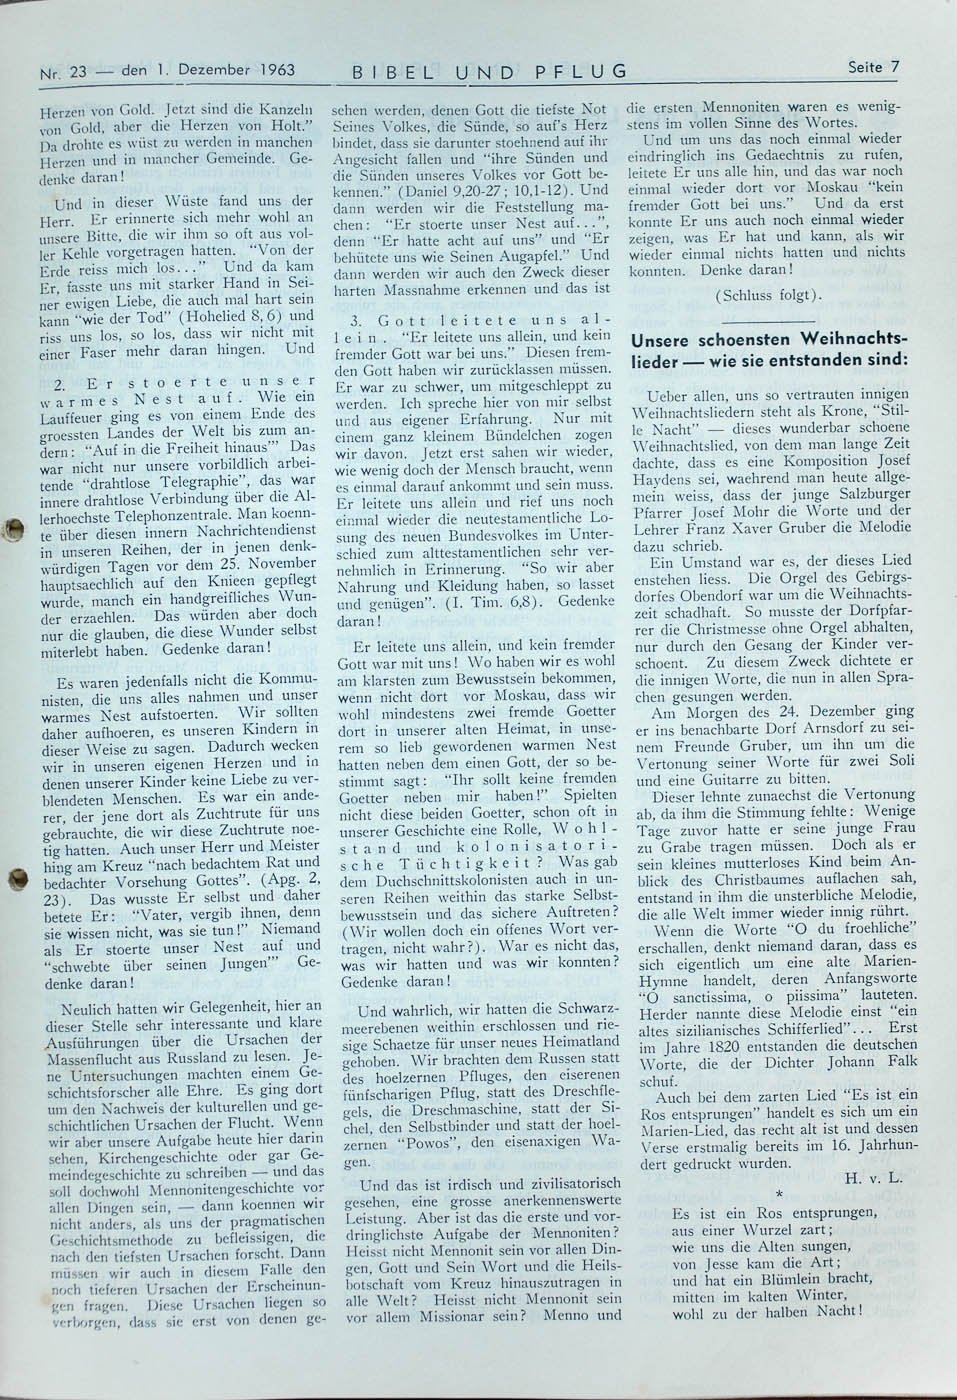 Nr. 23 — den 1. Dezember 1963
BIBEL UND PFLUG
Seite 7
Herzen von Gold. Jetzt sind die Kanzeln
von Gold, aber die Herzen von Holt.”
Da drohte es wüst zu werden in manchen
Herzen und in mancher Gemeinde. Ge-
denke daran!
Und in dieser Wüste fand uns der
Herr. Er erinnerte sich mehr wohl an
unsere Bitte, die wir ihm so oft aus vol-
ler Kehle vorgetragen hatten. “Von der
Erde reiss mich los...” Und da kam
Er, fasste uns mit starker Hand in Sei-
ner ewigen Liebe, die auch mal hart sein
kann “wie der Tod” (Hohelied 8,6) und
riss uns los, so los, dass wir nicht mit
einer Faser mehr daran hingen. Und
2. Er stoerte unser
warmes Nest auf. Wie ein
Lauffeuer ging es von einem Ende des
groessten Landes der Welt bis zum an-
dern: “Auf in die Freiheit hinaus’” Das
war nicht nur unsere vorbildlich arbei-
tende “drahtlose Telegraphie”, das war
innere drahtlose Verbindung über die Al-
lerhoechste Telephonzentrale. Man koenn-
te über diesen innern Nachrichtendienst
in unseren Reihen, der in jenen denk-
würdigen Tagen vor dem 25. November
hauptsaechlich auf den Knieen gepflegt
wurde, manch ein handgreifliches Wun-
der erzaehlen. Das würden aber doch
nur die glauben, die diese Wunder selbst
miterlebt haben. Gedenke daran!
Es waren jedenfalls nicht die Kommu-
nisten, die uns alles nahmen und unser
warmes Nest aufstoerten. Wir sollten
daher aufhoeren, es unseren Kindern in
dieser Weise zu sagen. Dadurch wecken
wir in unseren eigenen Herzen und in
denen unserer Kinder keine Liebe zu ver-
blendeten Menschen. Es war ein ande-
rer, der jene dort als Zuchtrute für uns
gebrauchte, die wir diese Zuchtrute noe-
tig hatten. Auch unser Herr und Meister
hing am Kreuz “nach bedachtem Rat und
bedachter Vorsehung Gottes”. (Apg. 2,
23). Das wusste Er selbst und daher
betete Er: “Vater, vergib ihnen, denn
sie wissen nicht, was sie tun!” Niemand
als Er stoerte unser Nest auf und
“schwebte über seinen Jungen’” Ge-
denke daran!
Neulich hatten wir Gelegenheit, hier an
dieser Stelle sehr interessante und klare
Ausführungen über die Ursachen der
Massenflucht aus Russland zu lesen. Je-
ne Untersuchungen machten einem Ge-
schichtsforscher alle Ehre. Es ging dort
um den Nachweis der kulturellen und ge-
schichtlichen Ursachen der Flucht. Wenn
wir aber unsere Aufgabe heute hier darin
sehen, Kirchengeschichte oder gar Ge-
meindegeschichte zu schreiben — und das
soll dochwohl Mennonitengeschichte vor
allen Dingen sein, — dann koennen wir
nicht anders, als uns der pragmatischen
Geschichtsmethode zu befleissigen, die
nach den tiefsten Ursachen forscht. Dann
müssen wir auch in diesem Falle den
noch tieferen Ursachen der Erscheinun-
gen fragen. Diese Ursachen liegen so
verborgen, dass sie erst von denen ge-
sehen werden, denen Gott die tiefste Not
Seines Volkes, die Sünde, so auf’s Herz
bindet, dass sie darunter stoehnend auf ihr
Angesicht fallen und “ihre Sünden und
die Sünden unseres Volkes vor Gott be-
kennen.” (Daniel 9,20-27; 10,1-12). Und
dann werden wir die Feststellung ma-
chen: “Er stoerte unser Nest auf...”,
denn “Er hatte acht auf uns” und “Er
behütete uns wie Seinen Augapfel.” Und
dann werden wir auch den Zweck dieser
harten Massnahme erkennen und das ist
3. Gott leitete uns al-
lein. “Er leitete uns allein, und kein
fremder Gott war bei uns.” Diesen frem-
den Gott haben wir zurücklassen müssen.
Er war zu schwer, um mitgeschleppt zu
werden. Ich spreche hier von mir selbst
und aus eigener Erfahrung. Nur mit
einem ganz kleinem Bündelchen zogen
wir davon. Jetzt erst sahen wir wieder,
wie wenig doch der Mensch braucht, wenn
es einmal darauf ankommt und sein muss.
Er leitete uns allein und rief uns noch
einmal wieder die neutestamentliche Lo-
sung des neuen Bundesvolkes im Unter-
schied zum alttestamentlichen sehr ver-
nehmlich in Erinnerung. “So wir aber
Nahrung und Kleidung haben, so lasset
uns genügen”. (I. Tim. 6,8). Gedenke
daran!
Er leitete uns allein, und kein fremder
Gott war mit uns! Wo haben wir es wohl
am klarsten zum Bewusstsein bekommen,
wenn nicht dort vor Moskau, dass wir
wohl mindestens zwei fremde Goetter
dort in unserer alten Heimat, in unse-
rem so lieb gewordenen warmen Nest
hatten neben dem einen Gott, der so be-
stimmt sagt: “Ihr sollt keine fremden
Goetter neben mir haben!” Spielten
nicht diese beiden Goetter, schon oft in
unserer Geschichte eine Rolle, Wohl-
stand und kolonisatori-
sche Tüchtigkeit? Was gab
dem Duchschnittskolonisten auch in un-
seren Reihen weithin das starke Selbst-
bewusstsein und das sichere Auftreten?
(Wir wollen doch ein offenes Wort ver-
tragen, nicht wahr?). War es nicht das,
was wir hatten und was wir konnten?
Gedenke daran!
Und wahrlich, wir hatten die Schwarz-
meerebenen weithin erschlossen und rie-
sige Schaetze für unser neues Heimatland
gehoben. Wir brachten dem Russen statt
des hoelzernen Pfluges, den eiserenen
fünfscharigen Pflug, statt des Dreschfle-
gels, die Dreschmaschine, statt der Si-
chel, den Selbstbinder und statt der hoel-
zernen “Powos”, den eisenaxigen Wa-
gen.
Und das ist irdisch und zivilisatorisch
gesehen, eine grosse anerkennenswerte
Leistung. Aber ist das die erste und vor-
dringlichste Aufgabe der Mennoniten?
Heisst nicht Mennonit sein vor allen Din-
gen, Gott und Sein Wort und die Heils-
botschaft vom Kreuz hinauszutragen in
alle Welt? Heisst nicht Mennonit sein
vor allem Missionar sein? Menno und
die ersten Mennoniten waren es wenig-
stens im vollen Sinne des Wortes.
Und um uns das noch einmal wieder
eindringlich ins Gedaechtnis zu rufen,
leitete Er uns alle hin, und das war noch
einmal wieder dort vor Moskau “kein
fremder Gott bei uns.” Und da erst
konnte Er uns auch noch einmal wieder
zeigen, was Er hat und kann, als wir
wieder einmal nichts hatten und nichts
konnten. Denke daran!
(Schluss folgt).
Unsere schoensten Weihnachts-
lieder — wie sie entstanden sind:
Ueber allen, uns so vertrauten innigen
Weihnachtsliedern steht als Krone, “Stil-
le Nacht” — dieses wunderbar schoene
Weihnachtslied, von dem man lange Zeit
dachte, dass es eine Komposition Josef
Haydens sei, waehrend man heute allge-
mein weiss, dass der junge Salzburger
Pfarrer Josef Mohr die Worte und der
Lehrer Franz Xaver Gruber die Melodie
dazu schrieb.
Ein Umstand war es, der dieses Lied
enstehen liess. Die Orgel des Gebirgs-
dorfes Obendorf war um die Weihnachts-
zeit schadhaft. So musste der Dorfpfar-
rer die Christmesse ohne Orgel abhalten,
nur durch den Gesang der Kinder ver-
schoent. Zu diesem Zweck dichtete er
die innigen Worte, die nun in allen Spra-
chen gesungen werden.
Am Morgen des 24. Dezember ging
er ins benachbarte Dorf Arnsdorf zu sei-
nem Freunde Gruber, um ihn um die
Vertonung seiner Worte für zwei Soli
und eine Guitarre zu bitten.
Dieser lehnte zunaechst die Vertonung
ab, da ihm die Stimmung fehlte: Wenige
Tage zuvor hatte er seine junge Frau
zu Grabe tragen müssen. Doch als er
sein kleines mutterloses Kind beim An-
blick des Christbaumes auflachen sah,
entstand in ihm die unsterbliche Melodie,
die alle Welt immer wieder innig rührt.
Wenn die Worte “O du froehliche”
erschallen, denkt niemand daran, dass es
sich eigentlich um eine alte Marien-
Hymne handelt, deren Anfangsworte
“O sanctissima, o piissima” lauteten.
Herder nannte diese Melodie einst “ein
altes sizilianisches Schifferlied”... Erst
im Jahre 1820 entstanden die deutschen
Worte, die der Dichter Johann Falk
schuf.
Auch bei dem zarten Lied “Es ist ein
Ros entsprungen” handelt es sich um ein
Marien-Lied, das recht alt ist und dessen
Verse erstmalig bereits im 16. Jahrhun-
dert gedruckt wurden.
H. v. L.
*
Es ist ein Ros entsprungen,
aus einer Wurzel zart;
wie uns die Alten sungen,
von Jesse kam die Art;
und hat ein Blümlein bracht,
mitten im kalten Winter,
wohl zu der halben Nacht!